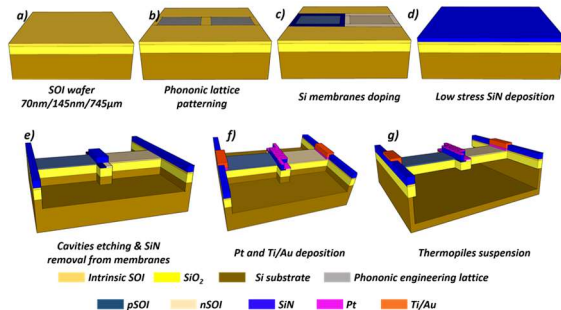 a)
b)
c)
d)
SOI wafer
70nm/145nm/745µm
Phononic lattice
patterning
Si membranes doping
Low stress SiN deposition
e)
f)
g)
Cavities etching & SiN
removal from membranes
Pt and Ti/Au deposition
Thermopiles suspension
Intrinsic SOI
SiO2
Si substrate
Phononic engineering lattice
pSOI
nSOI
SiN
Pt
Ti/Au